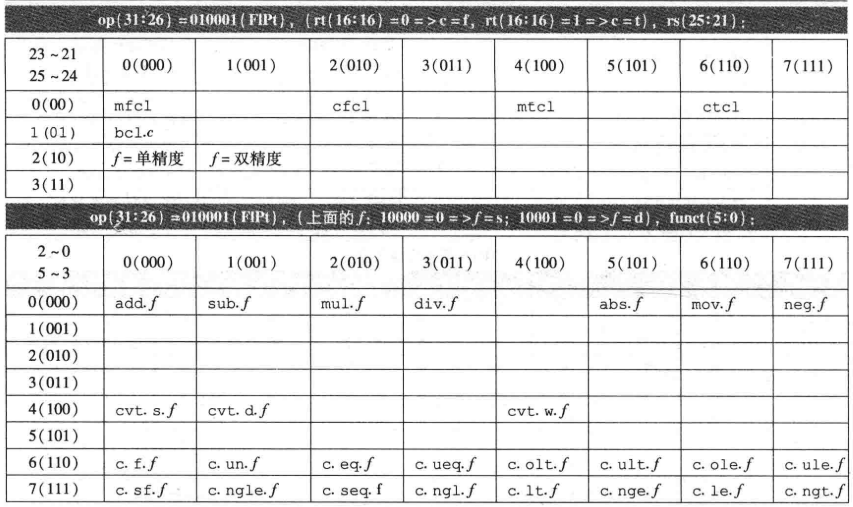 op(31:26) =010001(FlPt), (rt(16:16) =0 = >c =f, rt(16:16) =1 = >c =t), rs(25:21):
23 ~21
25 ~24
0(000) 1(001) 2(010) 3(011) 4(100) 5(101) 6(110) 7(111)
0(00) mfcl cfcl mtcl ctcl
1(01) bcl.c
2(10) f=单精度 f=双精度
3(11)
op(31:26) =010001(FlPt), (上面的f: 10000 =0 = >f =s; 10001 =0 = >f =d), funct(5:0):
2 ~0
5 ~3
0(000) 1(001) 2(010) 3(011) 4(100) 5(101) 6(110) 7(111)
0(000) add.f sub.f mul.f div.f abs.f mov.f neg.f
1(001)
2(010)
3(011)
4(100) cvt.s.f cvt.d.f cvt.w.f
5(101)
6(110) c.f.f c.un.f c.eq.f c.ueq.f c.olt.f c.ult.f c.ole.f c.ule.f
7(111) c.sf.f c.ngle.f c.seq.f c.ngl.f c.lt.f c.nge.f c.le.f c.ngt.f